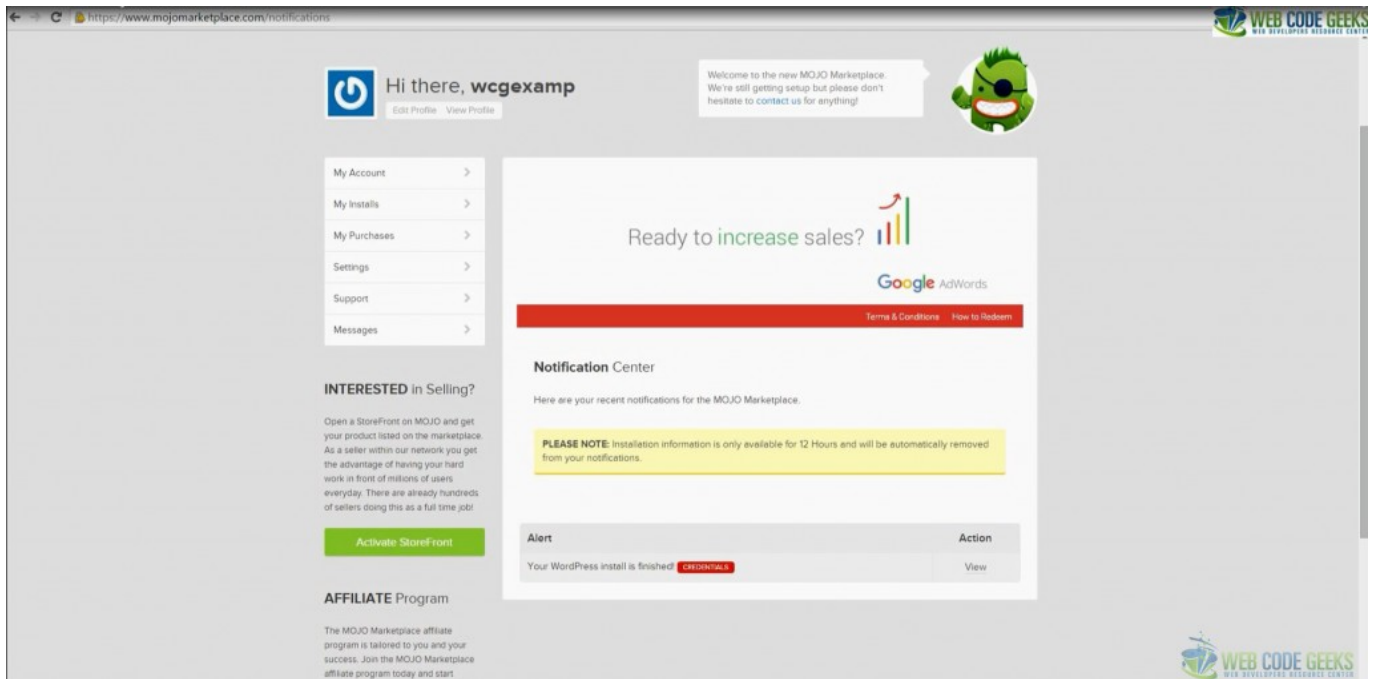 https://www.mojomarketplace.com/notifications
WEB CODE GEEKS
WEB DEVELOPERS RESOURCE CENTER
Hi there, wcgexamp
Edit Profile View Profile
Welcome to the new MOJO Marketplace.
We're still getting setup but please don't
hesitate to contact us for anything!
My Account
My Installs
My Purchases
Settings
Support
Messages
INTERESTED in Selling?
Open a StoreFront on MOJO and get
your product listed on the marketplace.
As a seller within our network you get
the advantage of having your hard
work in front of millions of users
everyday. There are already hundreds
of sellers doing this as a full time job!
Activate StoreFront
AFFILIATE Program
The MOJO Marketplace affiliate
program is tailored to you and your
success. Join the MOJO Marketplace
affiliate program today and start
Ready to increase sales?
Google AdWords
Terms & Conditions How to Redeem
Notification Center
Here are your recent notifications for the MOJO Marketplace.
PLEASE NOTE: Installation information is only available for 12 Hours and will be automatically removed
from your notifications.
Alert Action
Your WordPress install is finished! CREDENTIALS View
WEB CODE GEEKS
WEB DEVELOPERS RESOURCE CENTER